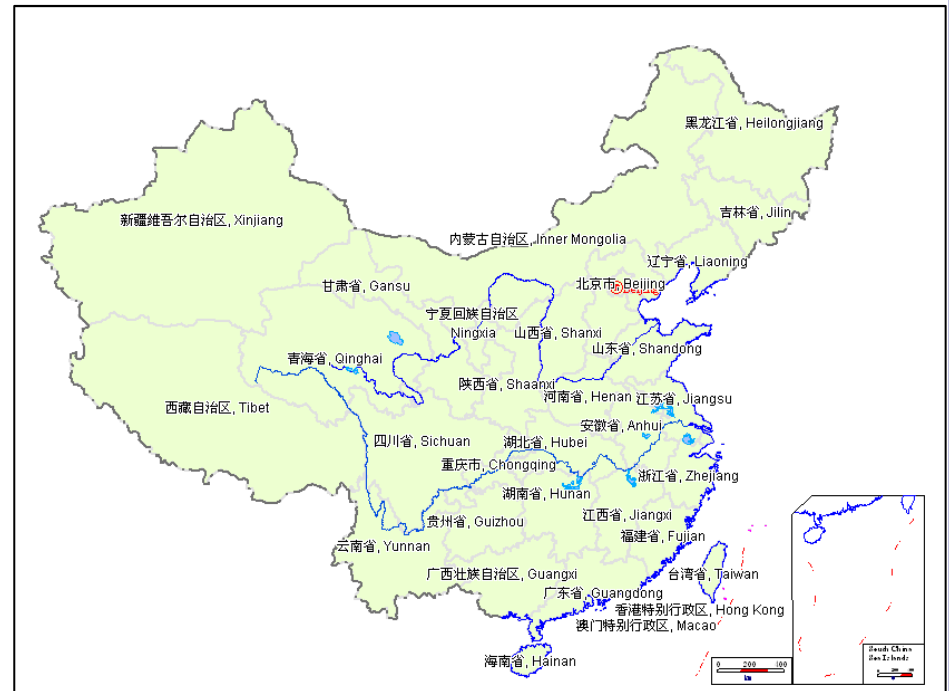 黑龙江省, Heilongjiang
吉林省, Jilin
新疆维吾尔自治区, Xinjiang
内蒙古自治区, Inner Mongolia
辽宁省, Liaoning
北京市, Beijing
甘肃省, Gansu
宁夏回族自治区
Ningxia
山西省, Shanxi
山东省, Shandong
青海省, Qinghai
陕西省, Shaanxi
河南省, Henan
江苏省, Jiangsu
西藏自治区, Tibet
安徽省, Anhui
四川省, Sichuan
湖北省, Hubei
重庆市, Chongqing
浙江省, Zhejiang
湖南省, Hunan
江西省, Jiangxi
贵州省, Guizhou
福建省, Fujian
云南省, Yunnan
广西壮族自治区, Guangxi
台湾省, Taiwan
广东省, Guangdong
香港特别行政区, Hong Kong
澳门特别行政区, Macao
海南省, Hainan
South China
Sea Islands
0 200 400
km